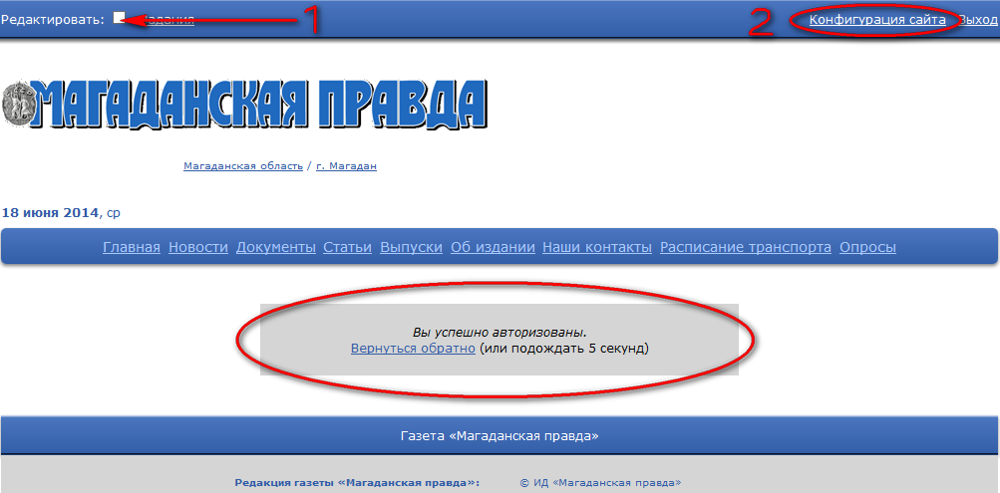 Редактировать: 1 2 Конфигурация сайта Выход
МАГАДАНСКАЯ ПРАВДА
Магаданская область / г. Магадан
18 июня 2014, ср
Главная Новости Документы Статьи Выпуски Об издании Наши контакты Расписание транспорта Опросы
Вы успешно авторизованы.
Вернуться обратно (или подождать 5 секунд)
Газета «Магаданская правда»
Редакция газеты «Магаданская правда»: © ИД «Магаданская правда»